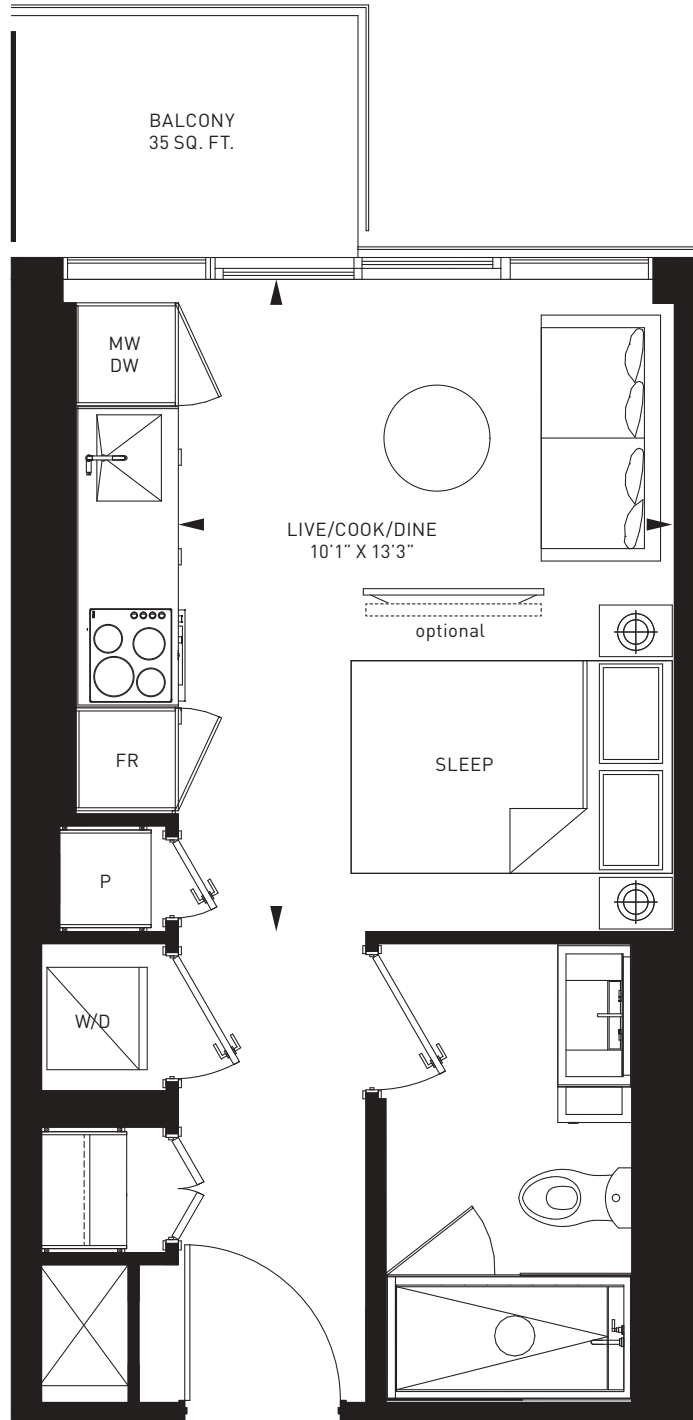 BALCONY
35 SQ. FT.
MW
DW
LIVE/COOK/DINE
10'1" X 13'3"
optional
FR
SLEEP
P
W/D